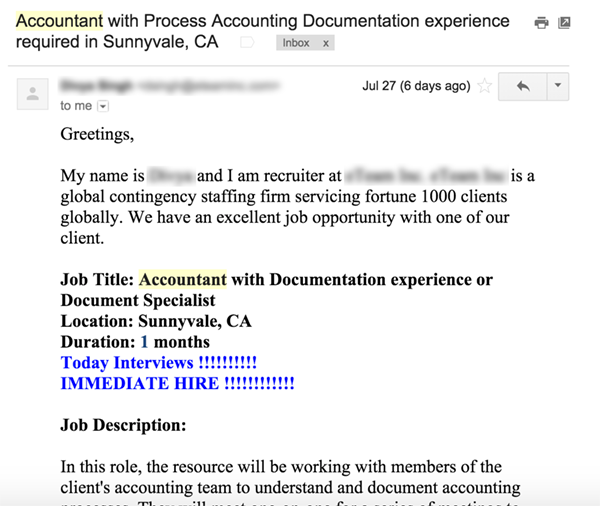 Accountant with Process Accounting Documentation experience
required in Sunnyvale, CA
Inbox x
Jul 27 (6 days ago)
to me
Greetings,
My name is and I am recruiter at is a
global contingency staffing firm servicing fortune 1000 clients
globally. We have an excellent job opportunity with one of our
client.
Job Title: Accountant with Documentation experience or
Document Specialist
Location: Sunnyvale, CA
Duration: 1 months
Today Interviews !!!!!!!!!!
IMMEDIATE HIRE !!!!!!!!!!!!
Job Description:
In this role, the resource will be working with members of the
client's accounting team to understand and document accounting